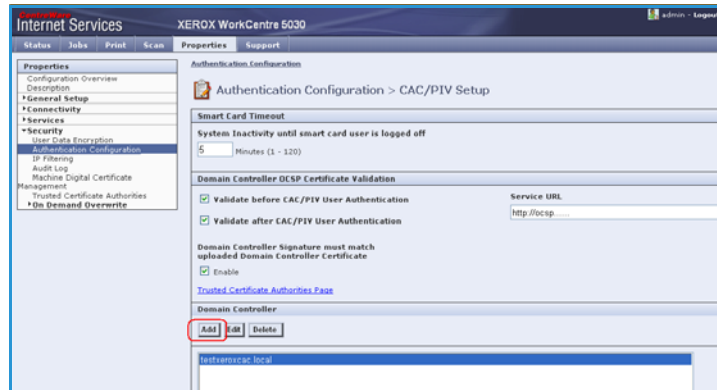 CentreWare
Internet Services
XEROX WorkCentre 5030
admin - Logout
Status Jobs Print Scan Properties Support
Properties
Configuration Overview
Description
General Setup
Connectivity
Services
Security
User Data Encryption
Authentication Configuration
IP Filtering
Audit Log
Machine Digital Certificate
Management
Trusted Certificate Authorities
On Demand Overwrite
Authentication Configuration
Authentication Configuration > CAC/PIV Setup
Smart Card Timeout
System Inactivity until smart card user is logged off
5 Minutes (1 - 120)
Domain Controller OCSP Certificate Validation
Validate before CAC/PIV User Authentication
Service URL
http://ocsp......
Validate after CAC/PIV User Authentication
Domain Controller Signature must match
uploaded Domain Controller Certificate
Enable
Trusted Certificate Authorities Page
Domain Controller
Add Edit Delete
testxeroxcac.local